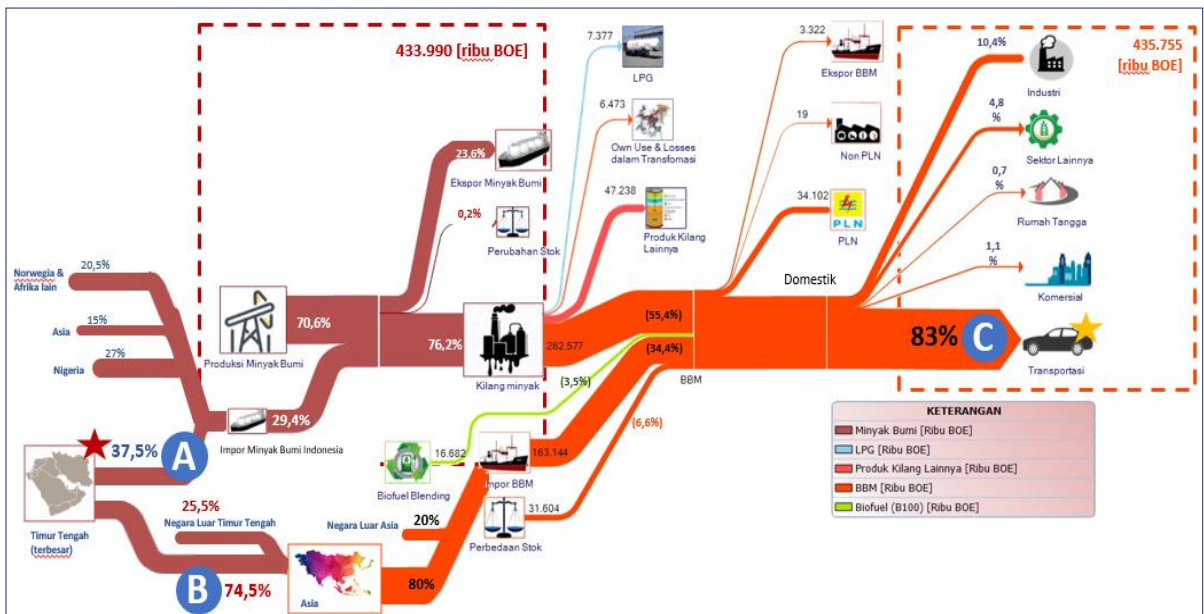 433.990 [ribu BOE]
7.377
LPG
6.473
Own Use & Losses
dalam Transfomasi
47.238
Produk Kilang
Lainnya
3.322
Ekspor BBM
19
Non PLN
34.102
PLN
PLN
435.755
[ribu BOE]
10,4%
Industri
4,8
%
Sektor Lainnya
0,7
%
Rumah Tangga
1,1
%
Komersial
Domestik
83%
C
Transportasi
23,6%
Ekspor Minyak Bumi
0,2%
Perubahan Stok
Norwegia &
Afrika lain
20,5%
Asia
15%
Nigeria
27%
70,6%
Produksi Minyak Bumi
76,2%
Kilang minyak
262.577
(55,4%)
(34,4%)
(3,5%)
BBM
(6,6%)
29,4%
Impor Minyak Bumi Indonesia
37,5%
A
Timur Tengah
(terbesar)
25,5%
Negara Luar Timur Tengah
B
74,5%
Asia
80%
Negara Luar Asia
20%
16.682
Biofuel Blending
163.144
Impor BBM
31.604
Perbedaan Stok
KETERANGAN
Minyak Bumi [Ribu BOE]
LPG [Ribu BOE]
Produk Kilang Lainnya [Ribu BOE]
BBM [Ribu BOE]
Biofuel (B100) [Ribu BOE]